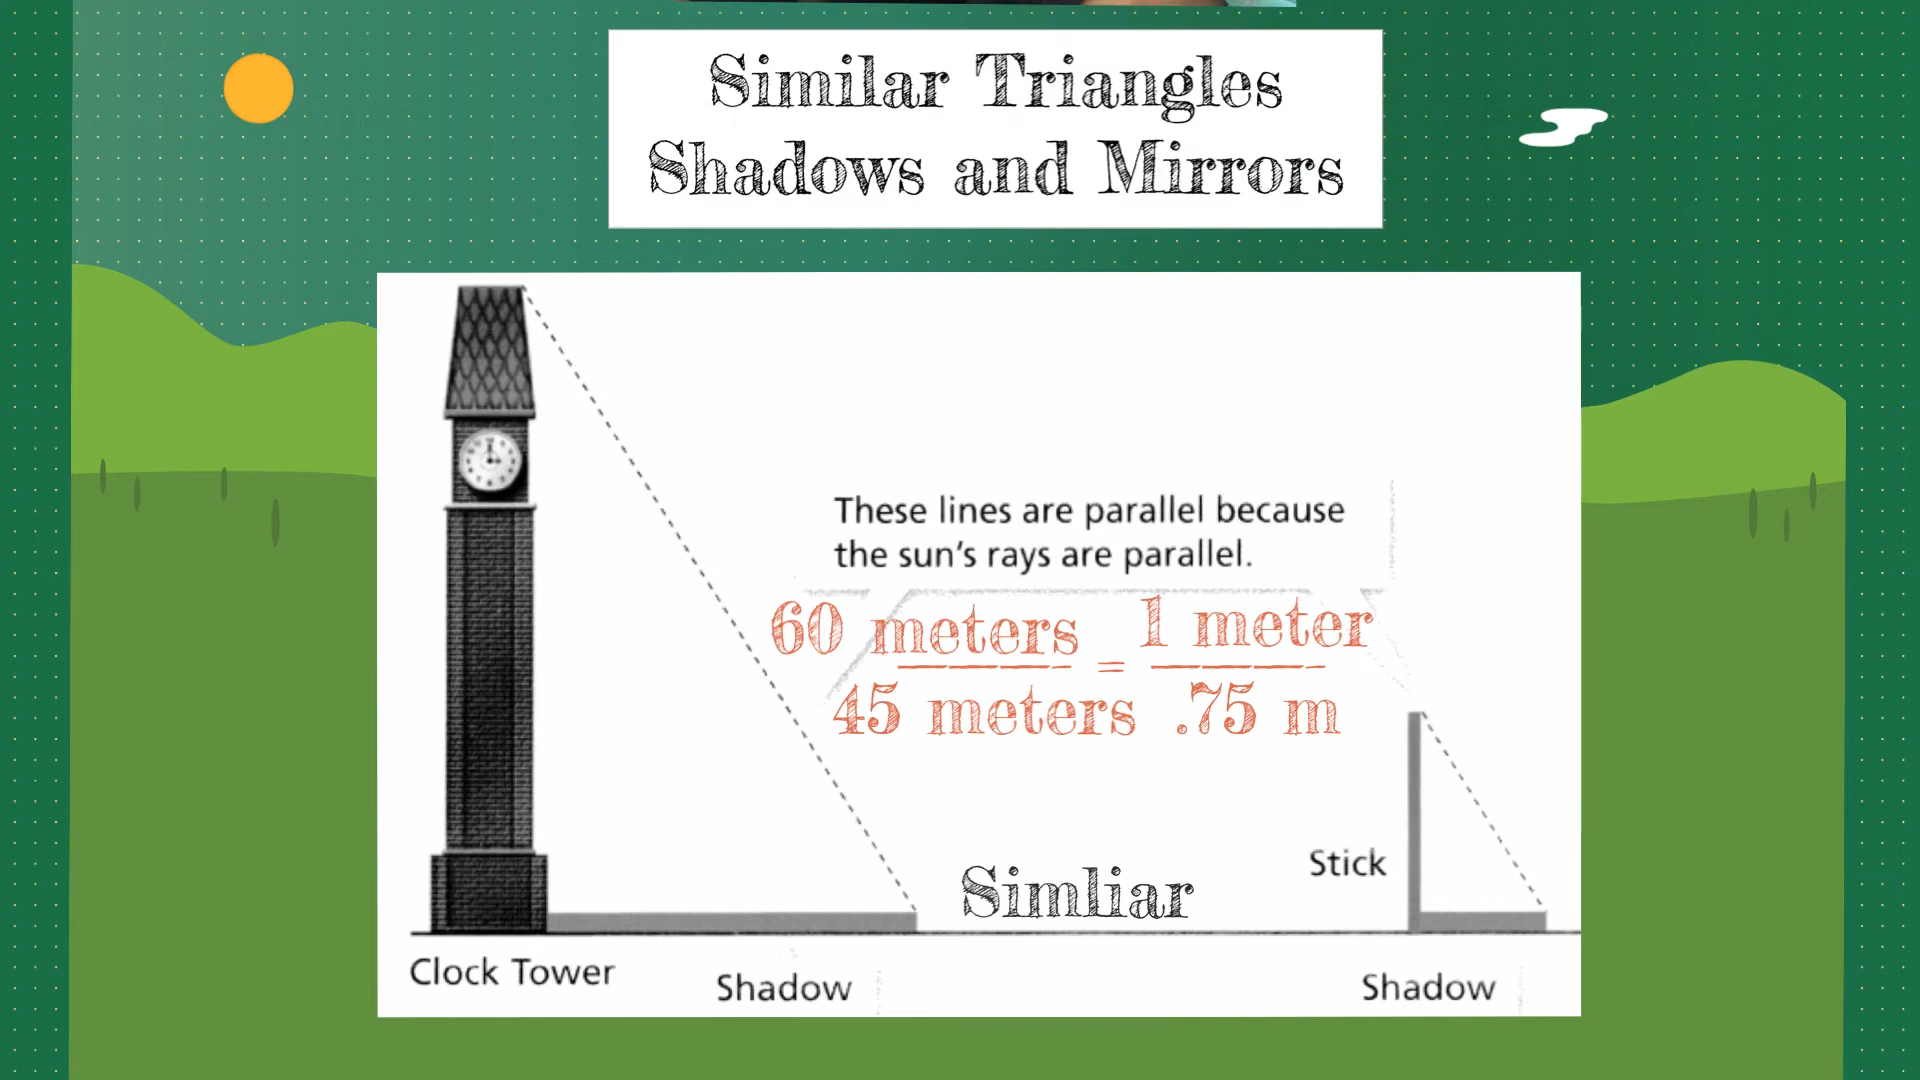 Similar Triangles
Shadows and Mirrors
These lines are parallel because
the sun's rays are parallel.
60 meters = 1 meter
45 meters .75 m
Stick
Simliar
Clock Tower
Shadow
Shadow